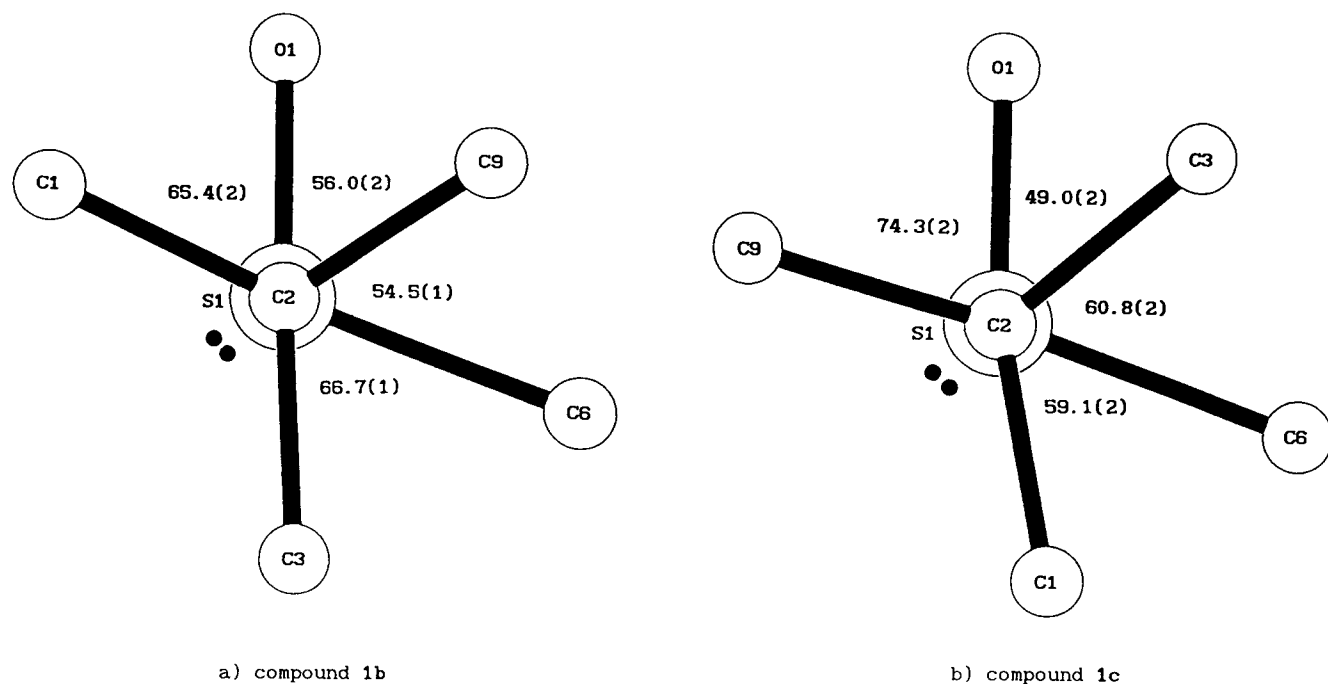 O1
C9
C1
65.4(2)
56.0(2)
S1
C2
54.5(1)
66.7(1)
C6
C3
a) compound 1b
O1
C3
C9
74.3(2)
49.0(2)
S1
C2
60.8(2)
59.1(2)
C6
C1
b) compound 1c